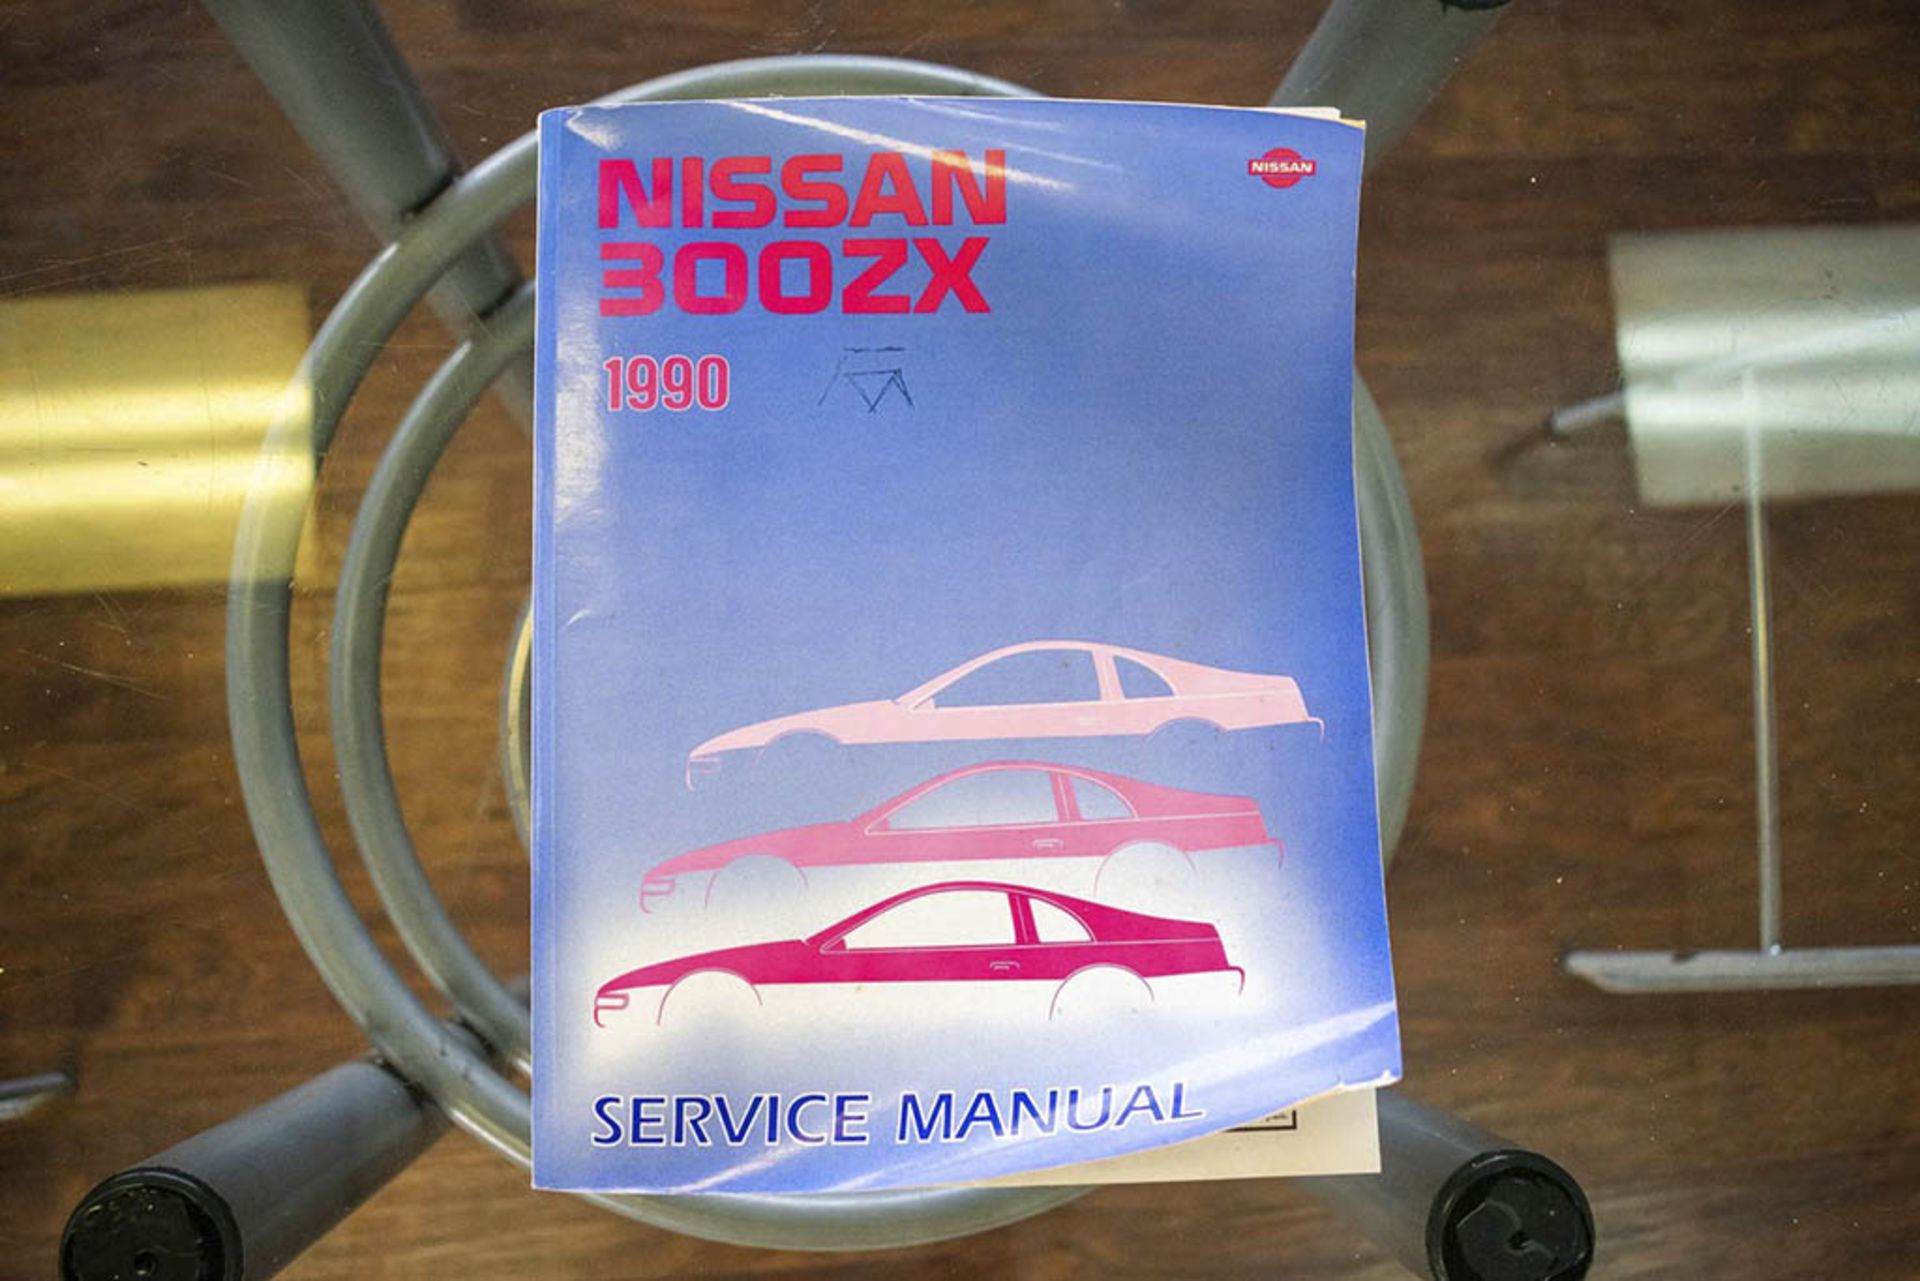 NISSAN
300ZX
NISSAN
1990
SERVICE MANUAL